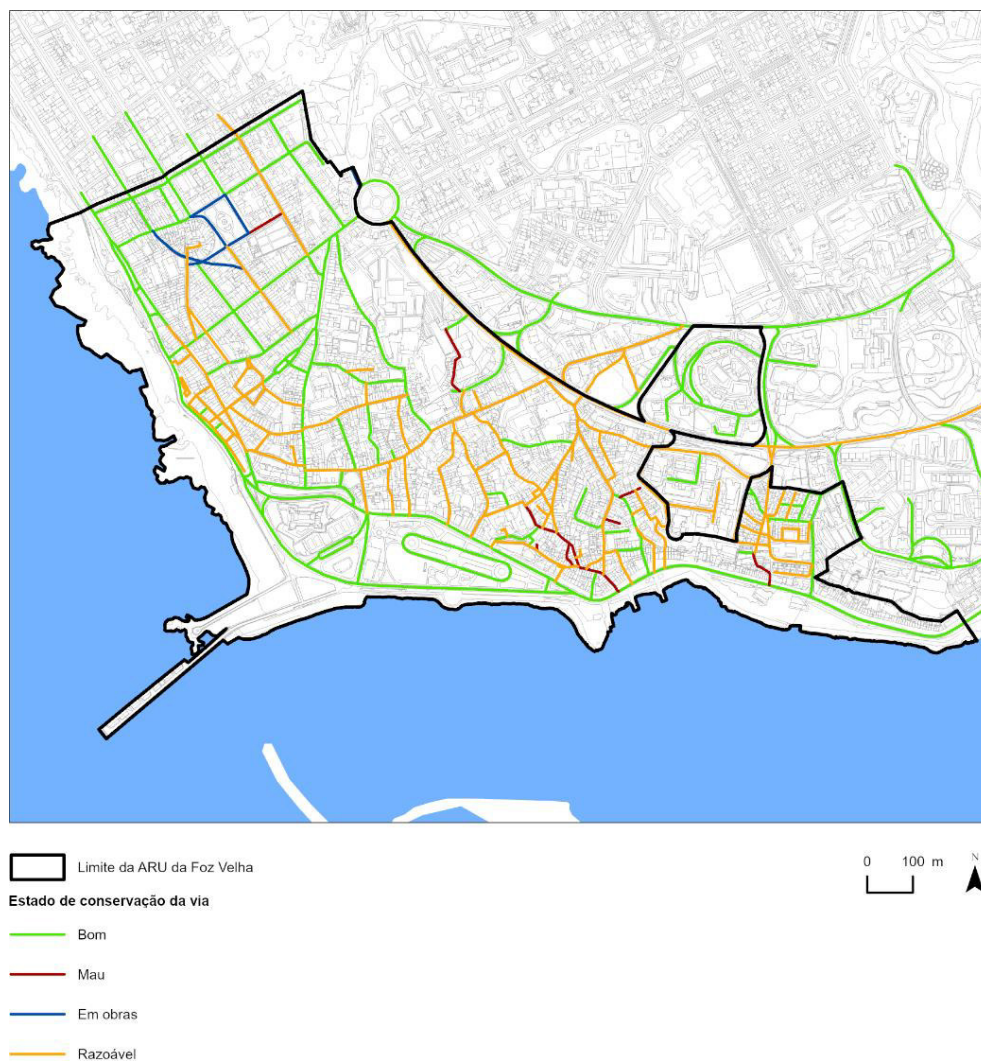 Limite da ARU da Foz Velha
0 100 m
N
Estado de conservação da via
Bom
Mau
Em obras
Razoável